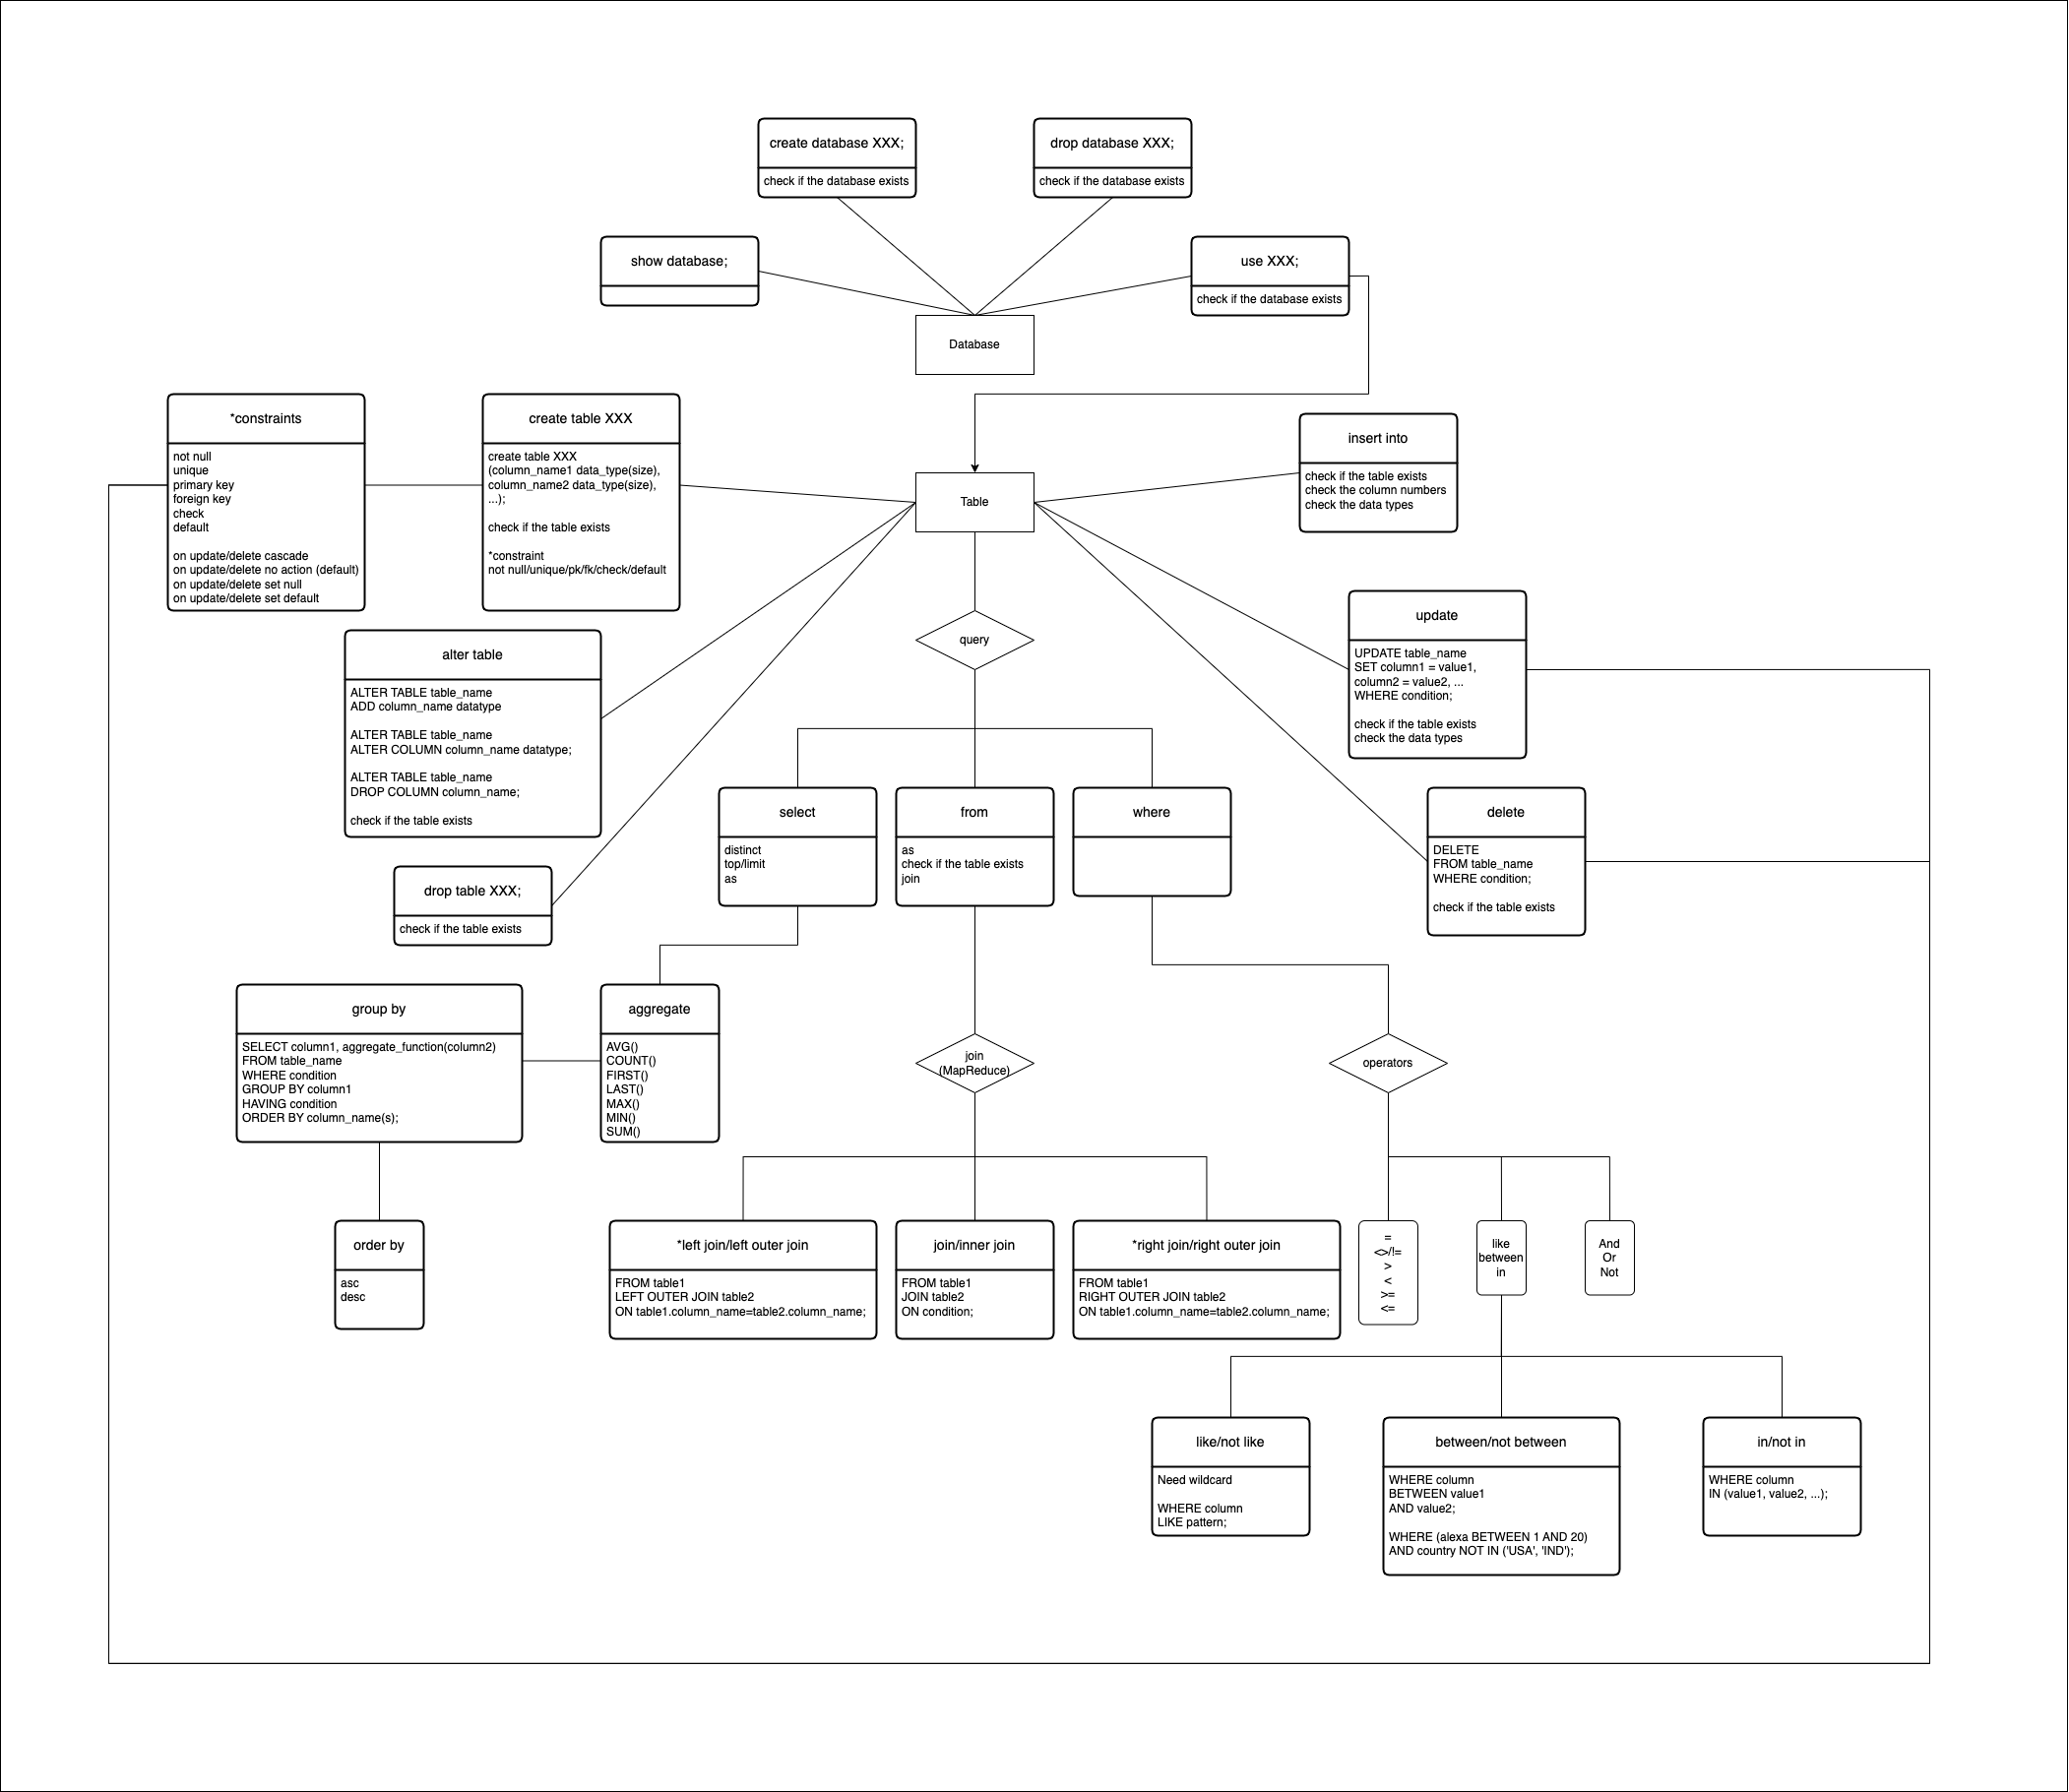 create database XXX;
check if the database exists
drop database XXX;
check if the database exists
show database;
use XXX;
check if the database exists
Database
*constraints
not null
unique
primary key
foreign key
check
default
on update/delete cascade
on update/delete no action (default)
on update/delete set null
on update/delete set default
create table XXX
create table XXX
(column_name1 data_type(size),
column_name2 data_type(size),
...);
check if the table exists
*constraint
not null/unique/pk/fk/check/default
Table
insert into
check if the table exists
check the column numbers
check the data types
query
update
UPDATE table_name
SET column1 = value1,
column2 = value2, ...
WHERE condition;
check if the table exists
check the data types
alter table
ALTER TABLE table_name
ADD column_name datatype
ALTER TABLE table_name
ALTER COLUMN column_name datatype;
ALTER TABLE table_name
DROP COLUMN column_name;
check if the table exists
select
distinct
top/limit
as
from
as
check if the table exists
join
where
delete
DELETE
FROM table_name
WHERE condition;
check if the table exists
drop table XXX;
check if the table exists
group by
SELECT column1, aggregate_function(column2)
FROM table_name
WHERE condition
GROUP BY column1
HAVING condition
ORDER BY column_name(s);
aggregate
AVG()
COUNT()
FIRST()
LAST()
MAX()
MIN()
SUM()
join
(MapReduce)
operators
order by
asc
desc
*left join/left outer join
FROM table1
LEFT OUTER JOIN table2
ON table1.column_name=table2.column_name;
join/inner join
FROM table1
JOIN table2
ON condition;
*right join/right outer join
FROM table1
RIGHT OUTER JOIN table2
ON table1.column_name=table2.column_name;
=
<>/!=
>
<
>=
<=
like
between
in
And
Or
Not
like/not like
Need wildcard
WHERE column
LIKE pattern;
between/not between
WHERE column
BETWEEN value1
AND value2;
WHERE (alexa BETWEEN 1 AND 20)
AND country NOT IN ('USA', 'IND');
in/not in
WHERE column
IN (value1, value2, ...);